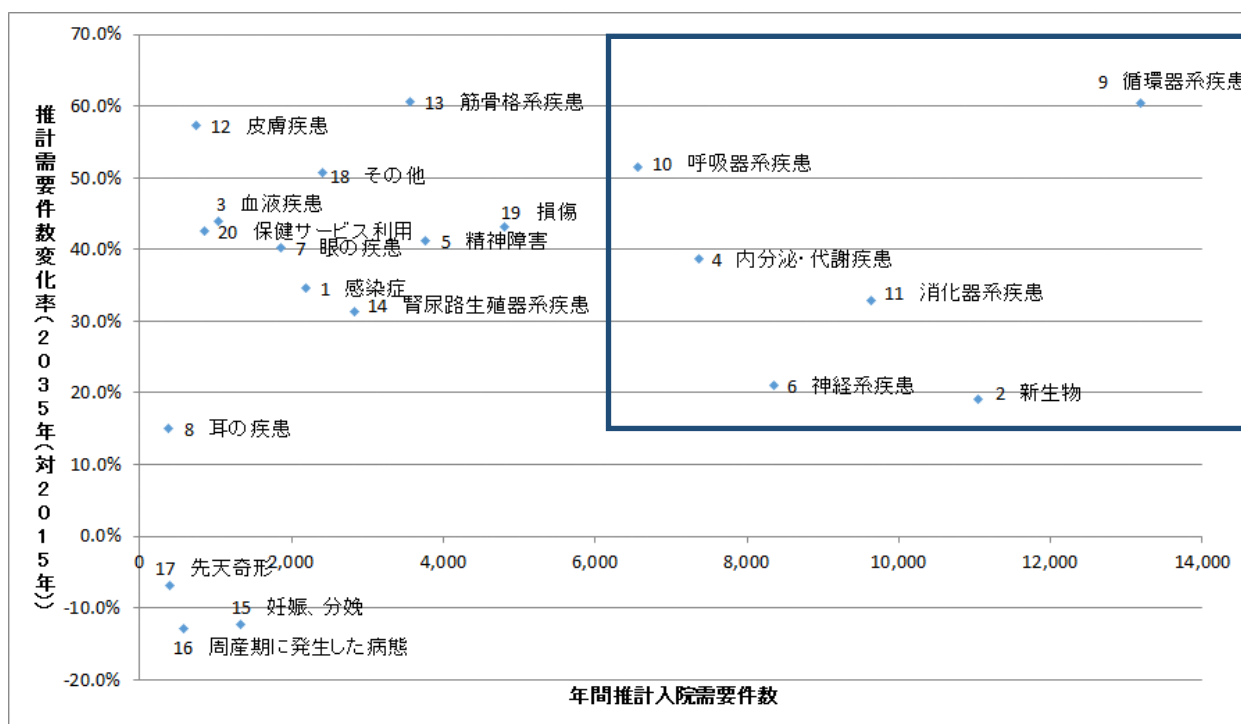 70.0%
60.0%
50.0%
40.0%
30.0%
20.0%
10.0%
0.0%
-10.0%
-20.0%
推計需要件数変化率(2035年(対2015年))
9 循環器系疾患
13 筋骨格系疾患
12 皮膚疾患
10 呼吸器系疾患
18 その他
3 血液疾患
19 損傷
20 保健サービス利用
5 精神障害
7 眼の疾患
4 内分泌・代謝疾患
1 感染症
11 消化器系疾患
14 腎尿路生殖器系疾患
6 神経系疾患
2 新生物
8 耳の疾患
0 2,000 4,000 6,000 8,000 10,000 12,000 14,000
17 先天奇形
15 妊娠、分娩
16 周産期に発生した病態
年間推計入院需要件数